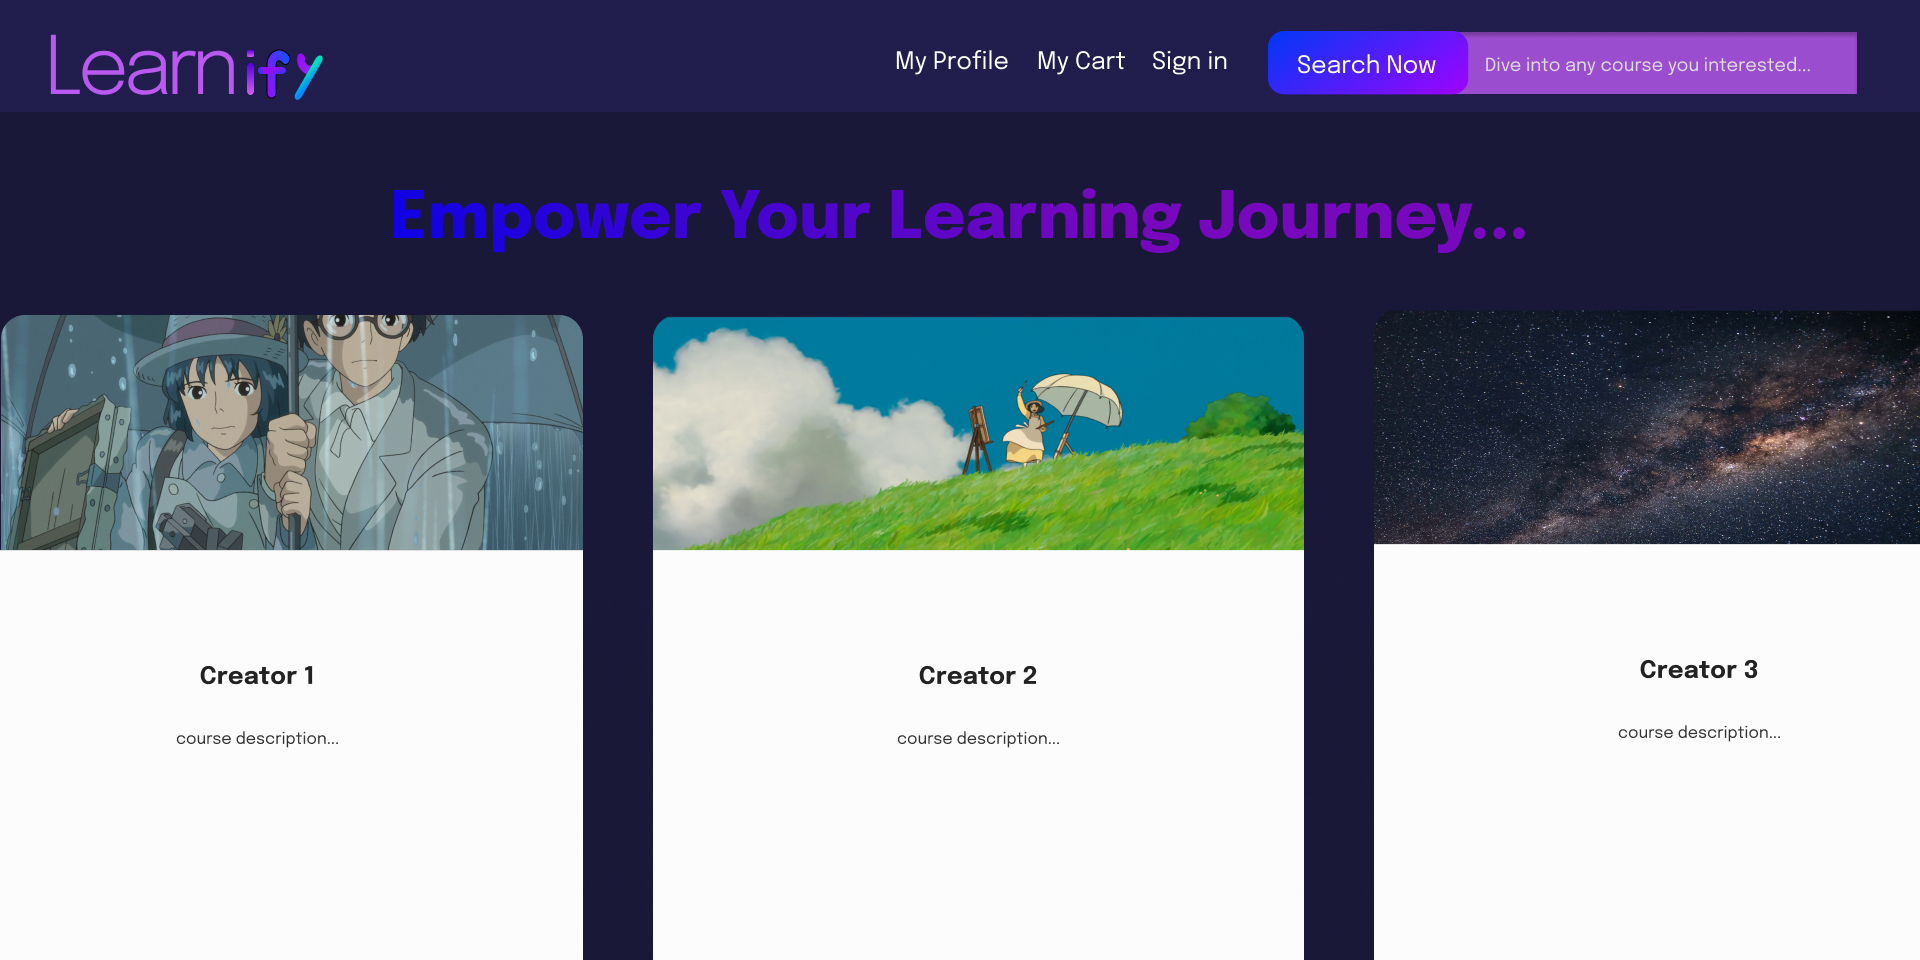 Learnify
My Profile
My Cart
Sign in
Search Now
Dive into any course you interested...
Empower Your Learning Journey...
Creator 1
course description...
Creator 2
course description...
Creator 3
course description...